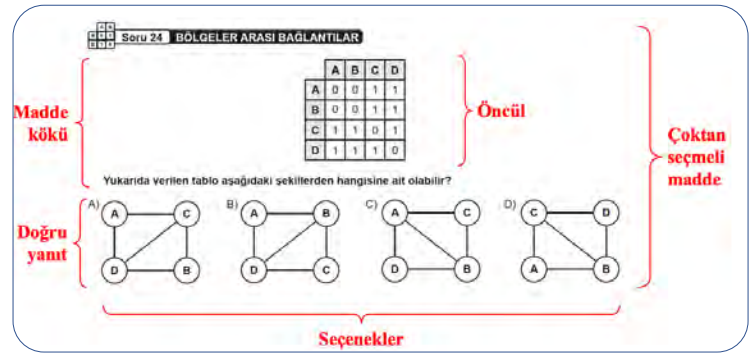 Soru 24 BÖLGELER ARASI BAĞLANTILAR
A B C D
A 0 0 1 1
B 0 0 1 1
C 1 1 0 1
D 1 1 1 0
Madde
kökü
Öncül
Çoktan
seçmeli
madde
Yukarıda verilen tablo aşağıdaki şekillerden hangisine ait olabilir?
Doğru
yanıt
A) A C
D B
B) A B
D C
C) A C
D B
D) C D
A B
Seçenekler